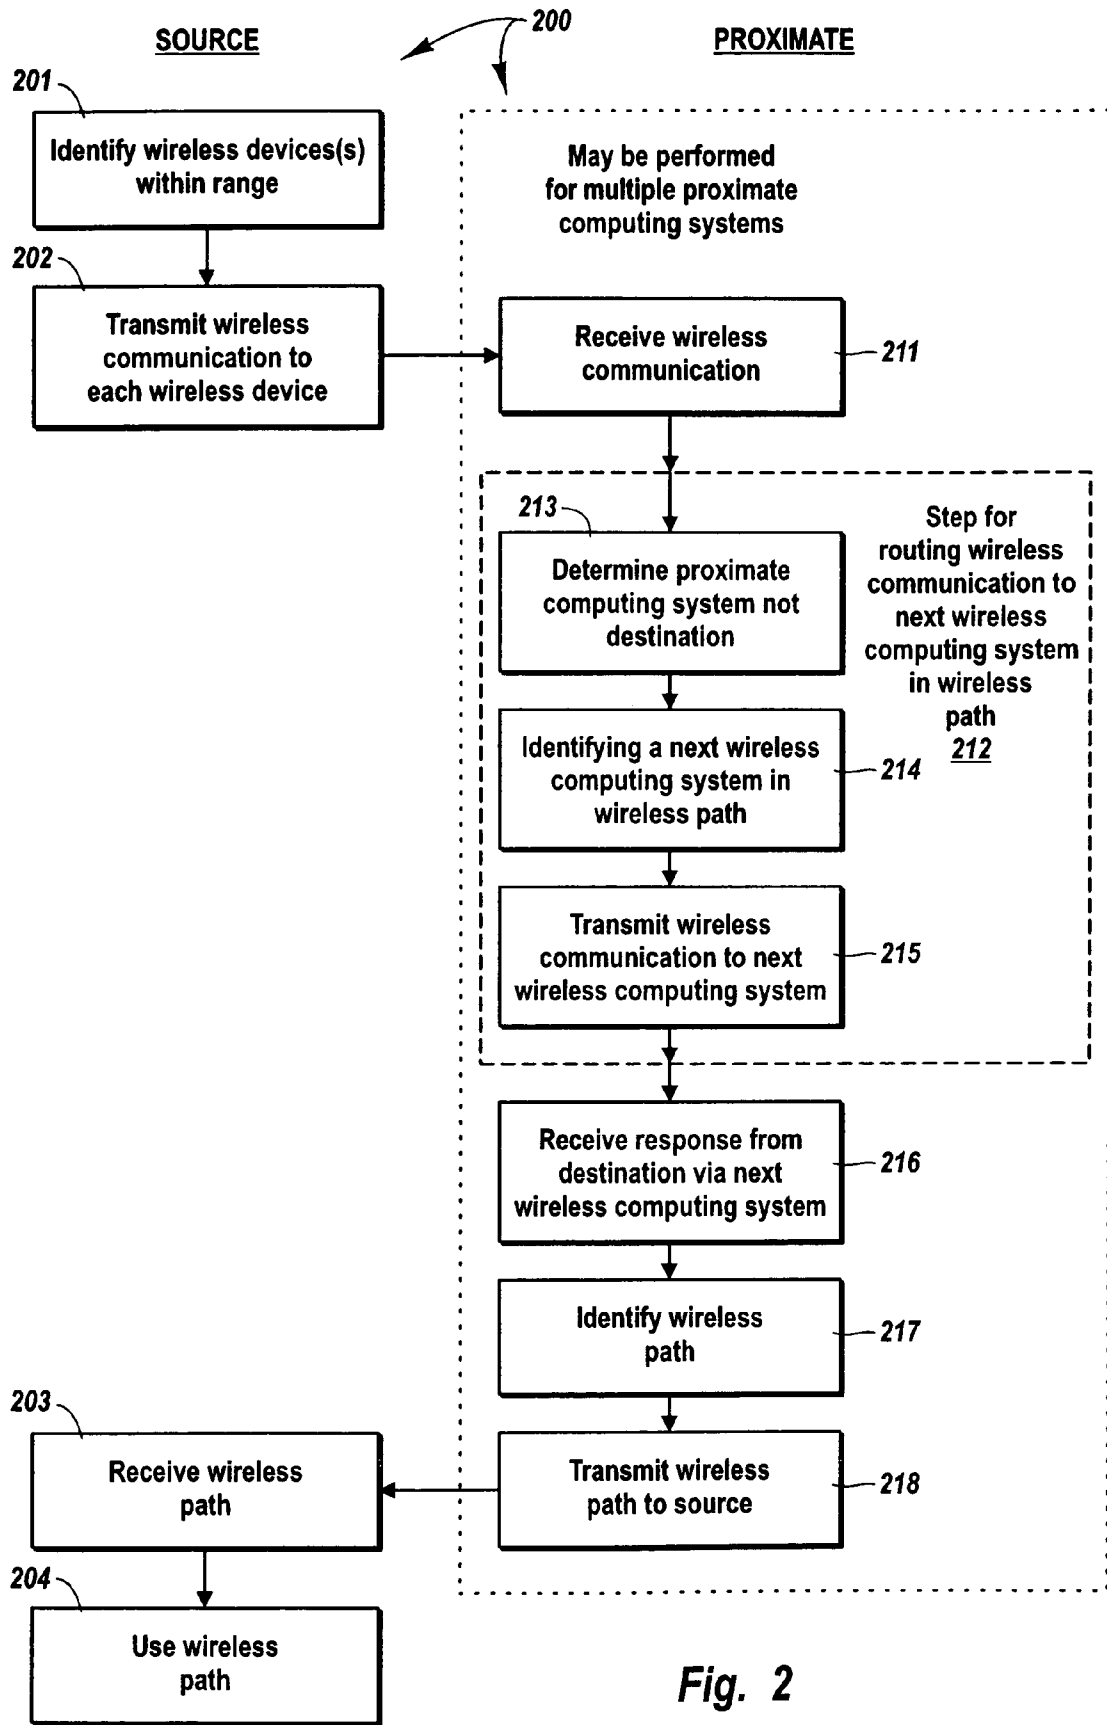 200
SOURCE
PROXIMATE
201
Identify wireless devices(s)
within range
May be performed
for multiple proximate
computing systems
202
Transmit wireless
communication to
each wireless device
Receive wireless
communication
211
213
Determine proximate
computing system not
destination
Step for
routing wireless
communication to
next wireless
computing system
in wireless
path
212
Identifying a next wireless
computing system in
wireless path
214
Transmit wireless
communication to next
wireless computing system
215
Receive response from
destination via next
wireless computing system
216
Identify wireless
path
217
203
Receive wireless
path
Transmit wireless
path to source
218
204
Use wireless
path
Fig. 2